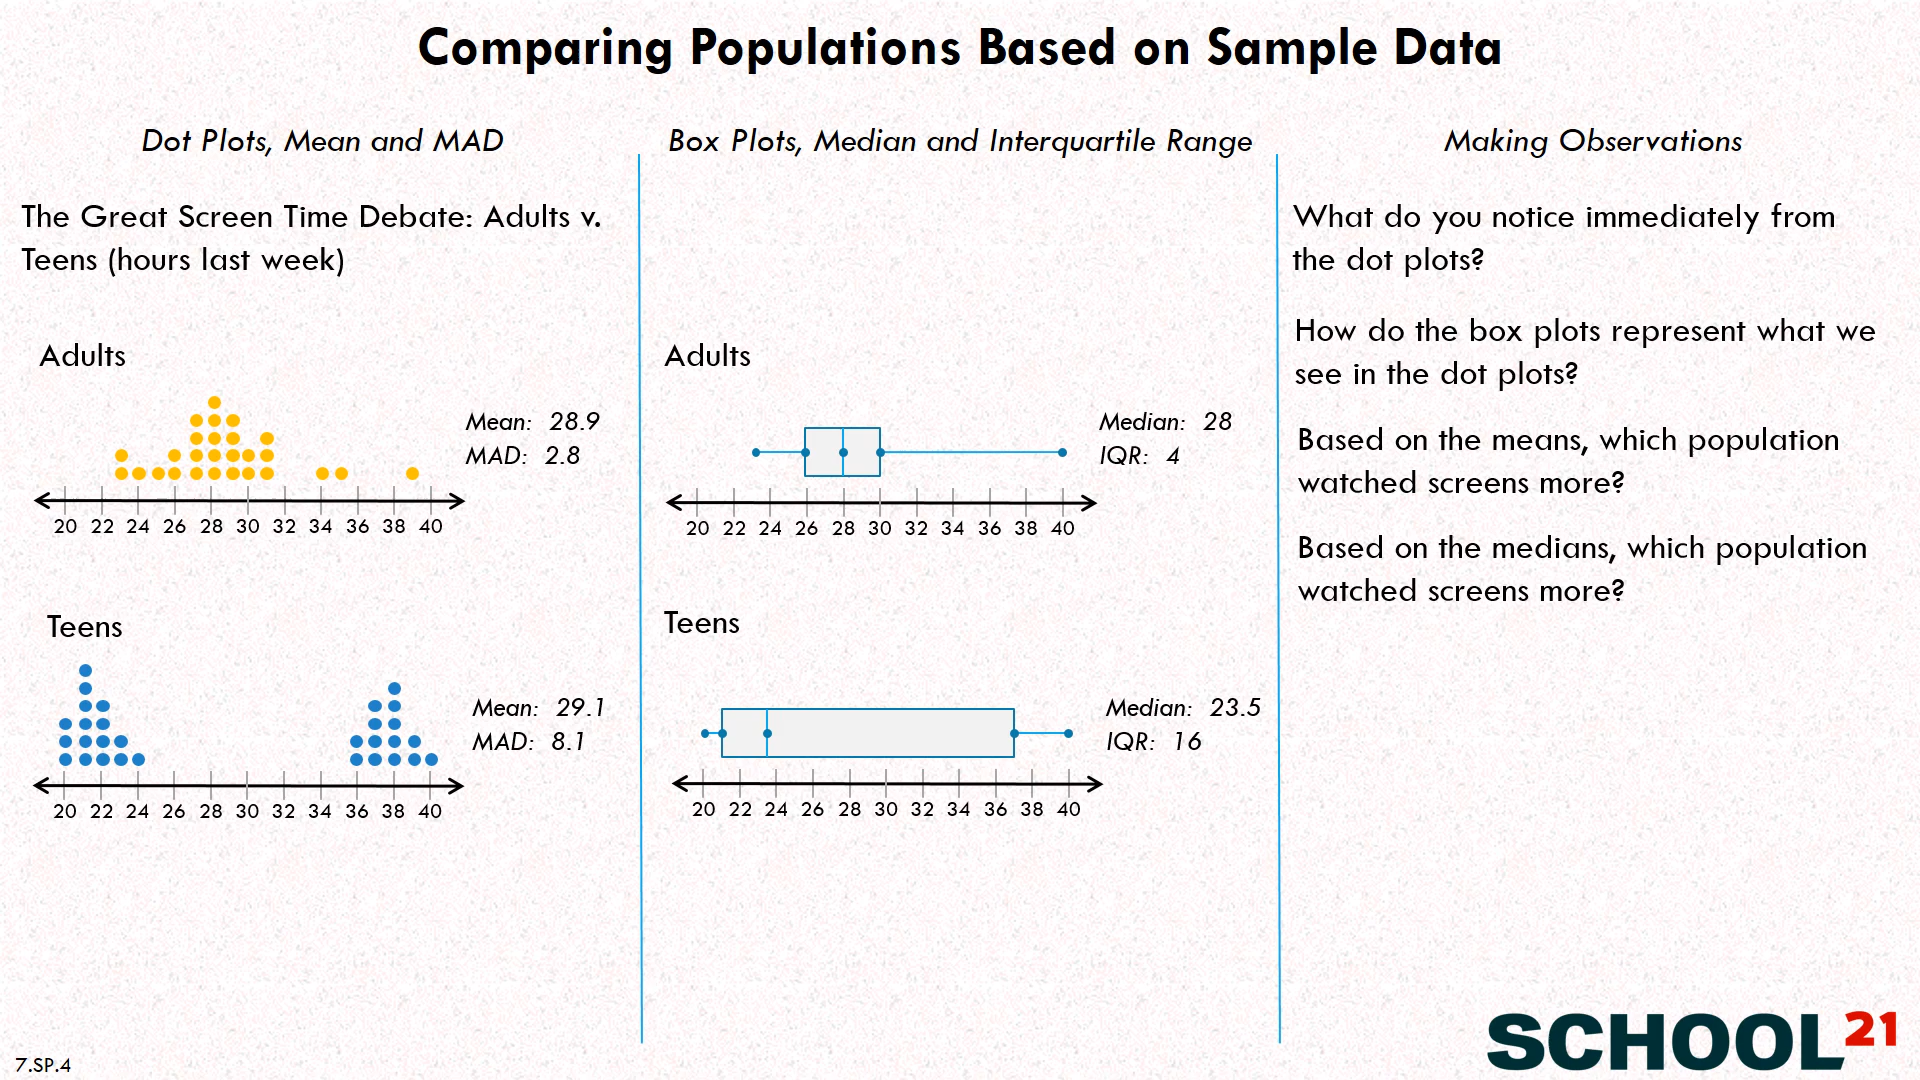 Comparing Populations Based on Sample Data
Dot Plots, Mean and MAD
The Great Screen Time Debate: Adults v.
Teens (hours last week)
Adults
Mean: 28.9
MAD: 2.8
20 22 24 26 28 30 32 34 36 38 40
Teens
Mean: 29.1
MAD: 8.1
20 22 24 26 28 30 32 34 36 38 40
Box Plots, Median and Interquartile Range
Adults
Median: 28
IQR: 4
20 22 24 26 28 30 32 34 36 38 40
Teens
Median: 23.5
IQR: 16
20 22 24 26 28 30 32 34 36 38 40
Making Observations
What do you notice immediately from
the dot plots?
How do the box plots represent what we
see in the dot plots?
Based on the means, which population
watched screens more?
Based on the medians, which population
watched screens more?
7.SP.4
SCHOOL21